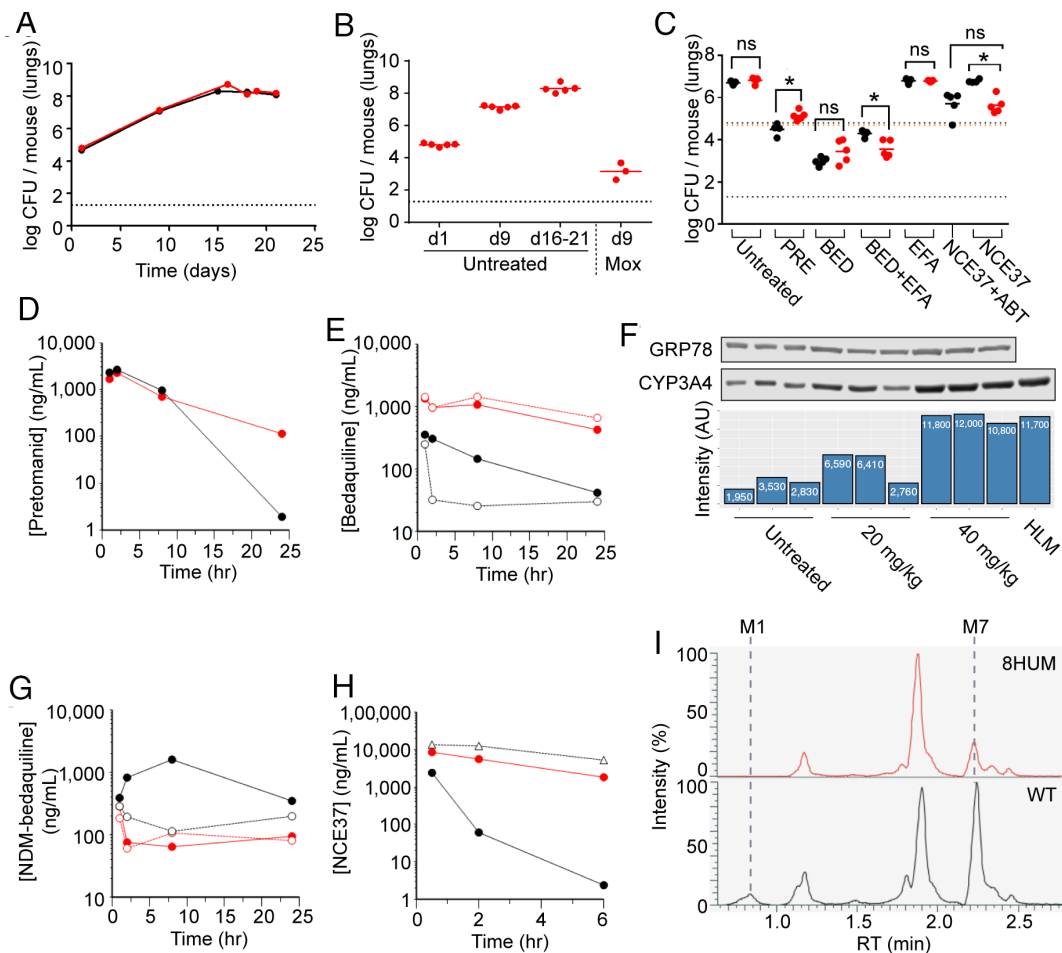 A
log CFU / mouse (lungs)
10
8
6
4
2
0
0 5 10 15 20 25
Time (days)
B
log CFU / mouse (lungs)
10
8
6
4
2
0
d1 d9 d16-21 d9
Untreated Mox
C
log CFU / mouse (lungs)
8
6
4
2
0
ns * ns * ns ns *
Untreated
PRE
BED
BED+EFA
EFA
NCE37+ABT
NCE37
D
[Pretomanid] (ng/mL)
10,000
1,000
100
10
1
0 5 10 15 20 25
Time (hr)
E
[Bedaquiline] (ng/mL)
10,000
1,000
100
10
0 5 10 15 20 25
Time (hr)
F
GRP78
CYP3A4
Intensity (AU)
1,950 3,530 2,830 6,590 6,410 2,760 11,800 12,000 10,800 11,700
Untreated
20 mg/kg
40 mg/kg
HLM
G
[NDM-bedaquiline]
(ng/mL)
10,000
1,000
100
10
0 5 10 15 20 25
Time (hr)
H
[NCE37] (ng/mL)
1,00,000
10,000
1,000
100
10
1
0 2 4 6
Time (hr)
I
M1 M7
8HUM
100
50
0
WT
100
50
0
Intensity (%)
1.0 1.5 2.0 2.5
RT (min)